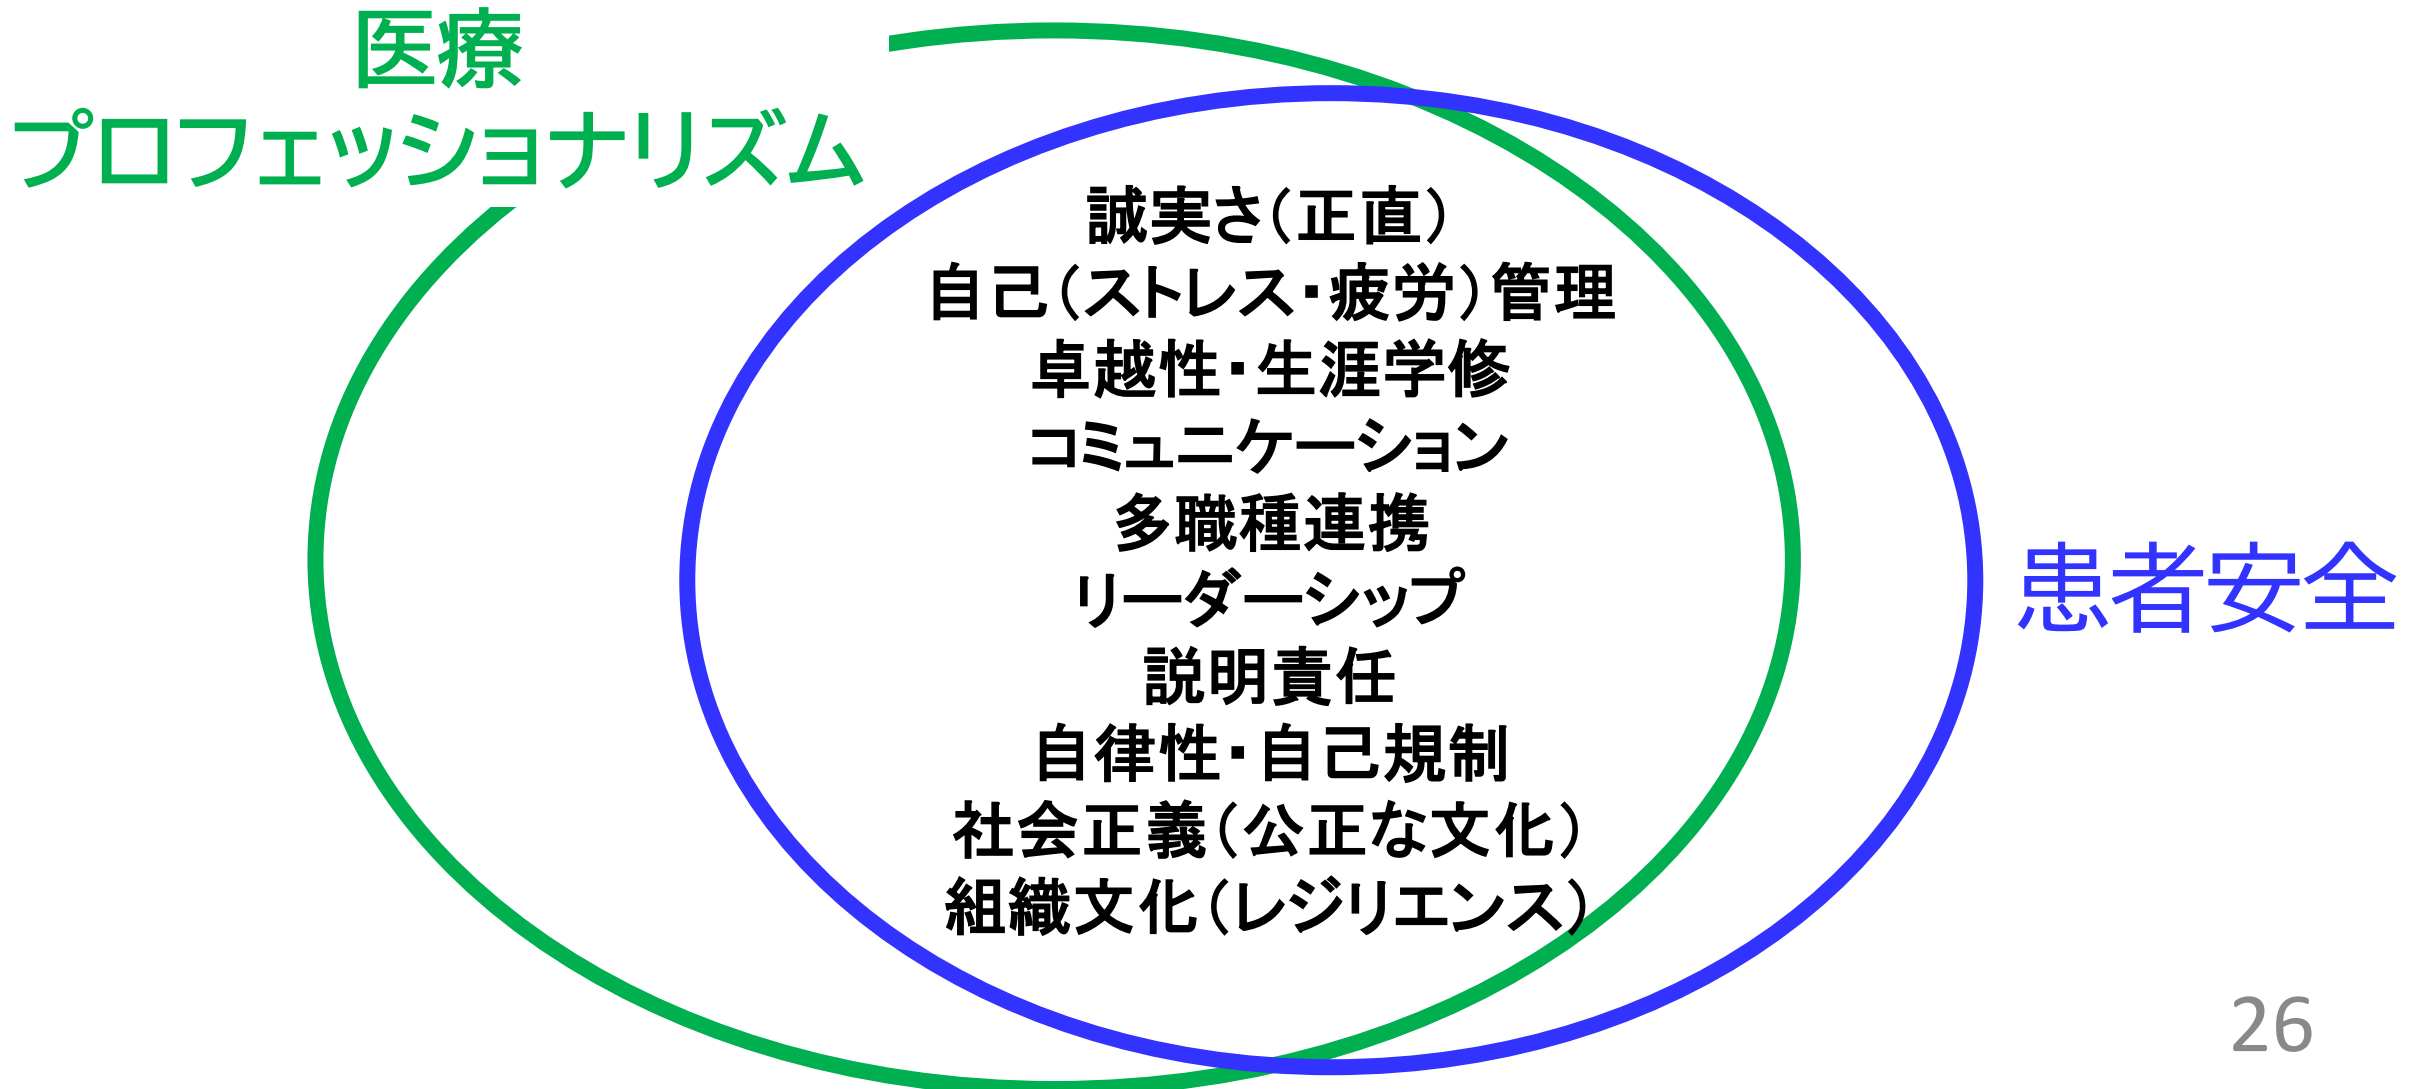 医療
プロフェッショナリズム
誠実さ（正直）
自己（ストレス・疲労）管理
卓越性・生涯学修
コミュニケーション
多職種連携
リーダーシップ
説明責任
自律性・自己規制
社会正義（公正な文化）
組織文化（レジリエンス）
患者安全
26